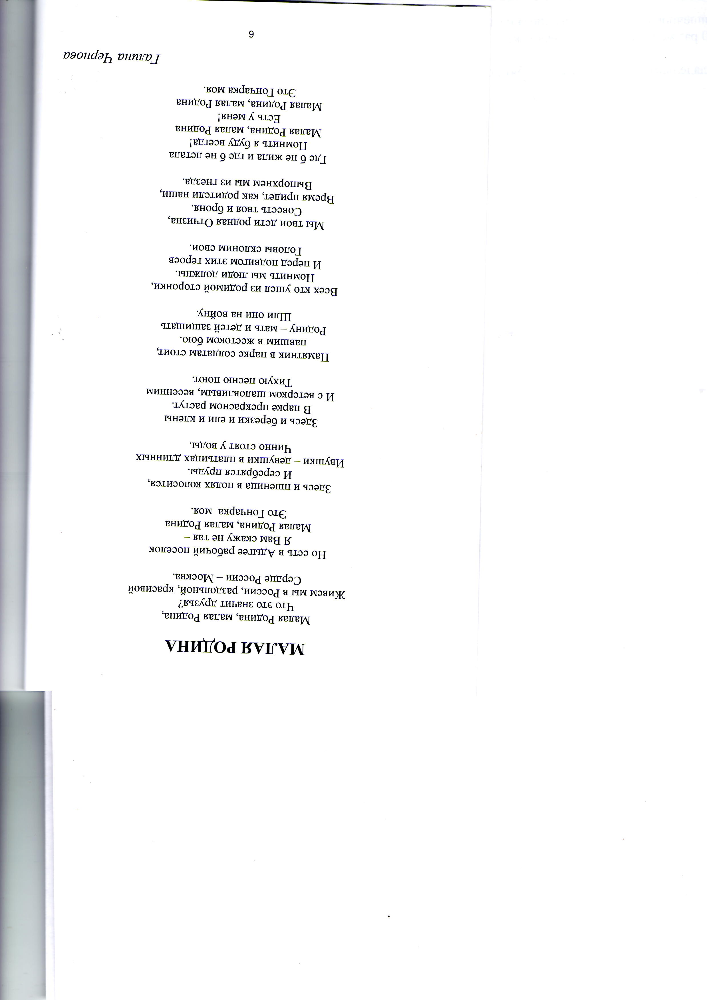 МАЛАЯ РОДИНА
Малая Родина, малая Родина,
Что это значит друзья?
Живем мы в России, раздольной, красивой
Сердце России – Москва.
Но есть в Адыгее рабочий поселок
Я Вам скажу не тая –
Малая Родина, малая Родина
Это Гончарка моя.
Здесь и пшеница в полях колосится,
И серебрятся пруды.
Ивушки – девушки в платьицах длинных
Чинно стоят у воды.
Здесь и березки и ели и клены
В парке прекрасном растут.
И с ветерком шаловливым, весенним
Тихую песню поют.
Памятник в парке солдатам стоит,
павшим в жестоком бою.
Родину – мать и детей защищать
Шли они на войну.
Всех кто ушел из родимой сторонки,
Помнить мы люди должны.
И перед подвигом этих героев
Головы склоним свои.
Мы твои дети родная Отчизна,
Совесть твоя и броня.
Время придет, как родители наши,
Выпорхнем мы из гнезда.
Где б не жила и где б не летала
Помнить я буду всегда!
Малая Родина, малая Родина
Есть у меня!
Малая Родина, малая Родина
Это Гончарка моя.
Галина Чернова
6